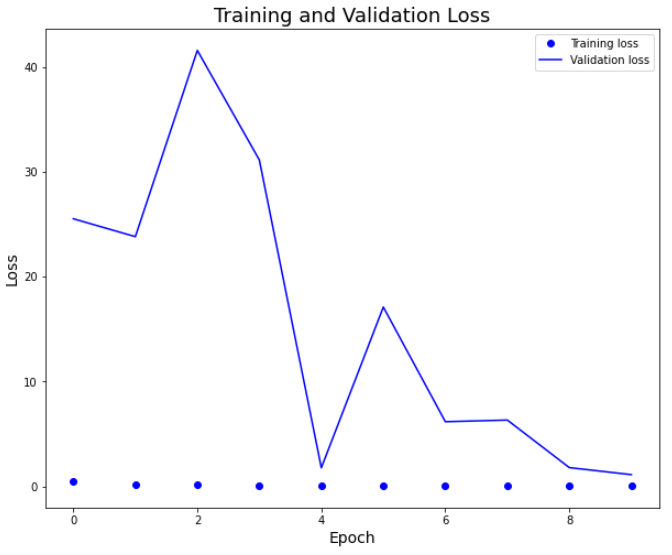 Training and Validation Loss
Training loss
Validation loss
40
30
20
10
0
Loss
0 2 4 6 8
Epoch